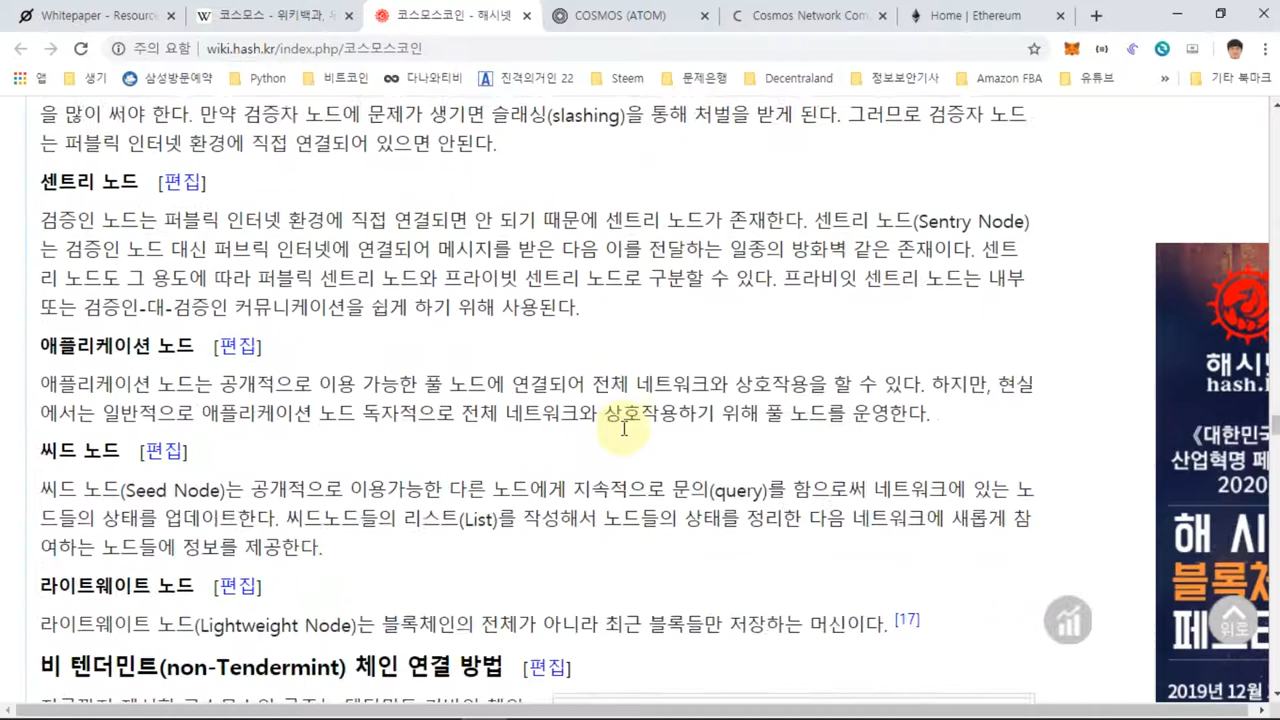 Whitepaper - Resourc
코스모스 - 위키백과, 우
코스모스코인 - 해시넷
COSMOS (ATOM)
Cosmos Network Com
Home | Ethereum
주의 요함
wiki.hash.kr/index.php/코스모스코인
앱
생기
삼성방문예약
Python
비트코인
다나와티비
진격의거인 22
Steem
문제은행
Decentraland
정보보안기사
Amazon FBA
유튜브
»
기타 북마크
을 많이 써야 한다. 만약 검증자 노드에 문제가 생기면 슬래싱(slashing)을 통해 처벌을 받게 된다. 그러므로 검증자 노드
는 퍼블릭 인터넷 환경에 직접 연결되어 있으면 안된다.
센트리 노드 [편집]
검증인 노드는 퍼블릭 인터넷 환경에 직접 연결되면 안 되기 때문에 센트리 노드가 존재한다. 센트리 노드(Sentry Node)
는 검증인 노드 대신 퍼브릭 인터넷에 연결되어 메시지를 받은 다음 이를 전달하는 일종의 방화벽 같은 존재이다. 센트
리 노드도 그 용도에 따라 퍼블릭 센트리 노드와 프라이빗 센트리 노드로 구분할 수 있다. 프라비잇 센트리 노드는 내부
또는 검증인-대-검증인 커뮤니케이션을 쉽게 하기 위해 사용된다.
애플리케이션 노드 [편집]
애플리케이션 노드는 공개적으로 이용 가능한 풀 노드에 연결되어 전체 네트워크와 상호작용을 할 수 있다. 하지만, 현실
에서는 일반적으로 애플리케이션 노드 독자적으로 전체 네트워크와 상호작용하기 위해 풀 노드를 운영한다.
씨드 노드 [편집]
씨드 노드(Seed Node)는 공개적으로 이용가능한 다른 노드에게 지속적으로 문의(query)를 함으로써 네트워크에 있는 노
드들의 상태를 업데이트한다. 씨드노드들의 리스트(List)를 작성해서 노드들의 상태를 정리한 다음 네트워크에 새롭게 참
여하는 노드들에 정보를 제공한다.
라이트웨이트 노드 [편집]
라이트웨이트 노드(Lightweight Node)는 블록체인의 전체가 아니라 최근 블록들만 저장하는 머신이다. [17]
비 텐더민트(non-Tendermint) 체인 연결 방법 [편집]
해시넷
hash.k
《대한민국
산업혁명 페
2020
해 시
블록체
페스트
위로
2019년 12월